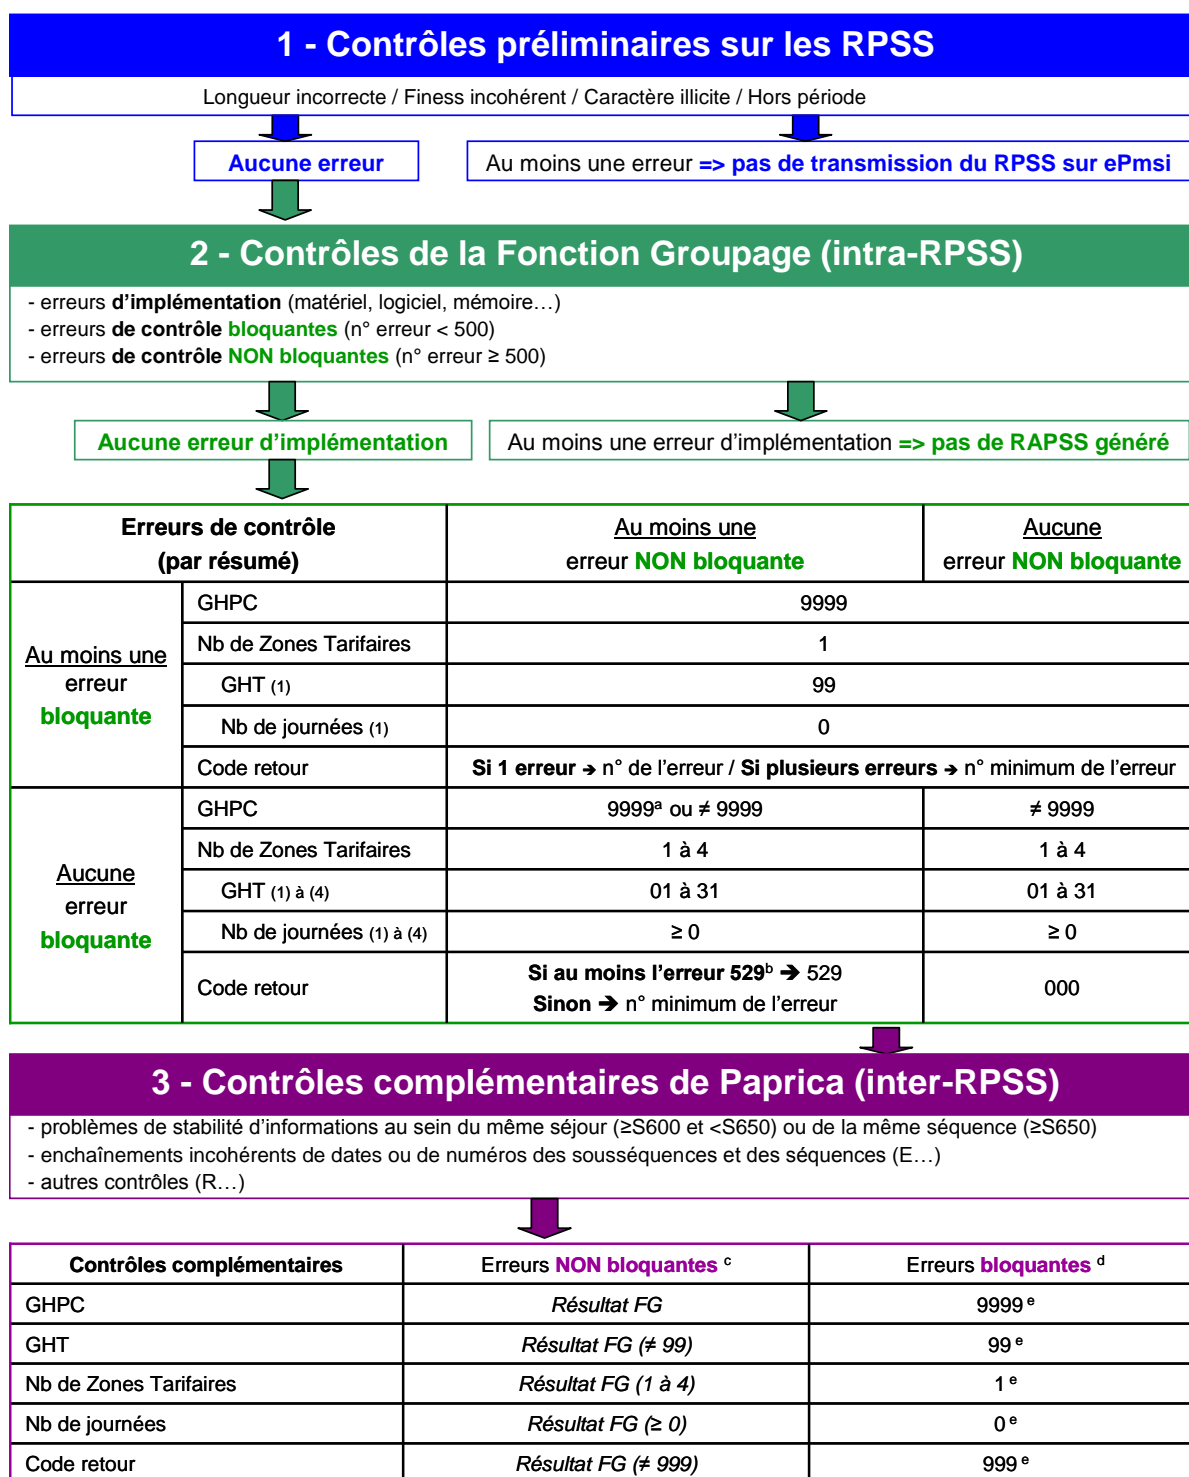 1 - Contrôles préliminaires sur les RPSS
Longueur incorrecte / Finess incohérent / Caractère illicite / Hors période
Aucune erreur
Au moins une erreur => pas de transmission du RPSS sur ePmsi
2 - Contrôles de la Fonction Groupage (intra-RPSS)
- erreurs d’implémentation (matériel, logiciel, mémoire…)
- erreurs de contrôle bloquantes (n° erreur < 500)
- erreurs de contrôle NON bloquantes (n° erreur ≥ 500)
Aucune erreur d’implémentation
Au moins une erreur d’implémentation => pas de RAPSS généré
Erreurs de contrôle
(par résumé)
Au moins une
erreur NON bloquante
Aucune
erreur NON bloquante
Au moins une
erreur
bloquante
GHPC
9999
Nb de Zones Tarifaires
1
GHT (1)
99
Nb de journées (1)
0
Code retour
Si 1 erreur ➔ n° de l’erreur / Si plusieurs erreurs ➔ n° minimum de l’erreur
Aucune
erreur
bloquante
GHPC
9999ᵃ ou ≠ 9999
≠ 9999
Nb de Zones Tarifaires
1 à 4
1 à 4
GHT (1) à (4)
01 à 31
01 à 31
Nb de journées (1) à (4)
≥ 0
≥ 0
Code retour
Si au moins l’erreur 529ᵇ ➔ 529
Sinon ➔ n° minimum de l’erreur
000
3 - Contrôles complémentaires de Paprica (inter-RPSS)
- problèmes de stabilité d’informations au sein du même séjour (≥S600 et <S650) ou de la même séquence (≥S650)
- enchaînements incohérents de dates ou de numéros des sousséquences et des séquences (E…)
- autres contrôles (R…)
Contrôles complémentaires
Erreurs NON bloquantes ᶜ
Erreurs bloquantes ᵈ
GHPC
Résultat FG
9999 ᵉ
GHT
Résultat FG (≠ 99)
99 ᵉ
Nb de Zones Tarifaires
Résultat FG (1 à 4)
1 ᵉ
Nb de journées
Résultat FG (≥ 0)
0 ᵉ
Code retour
Résultat FG (≠ 999)
999 ᵉ